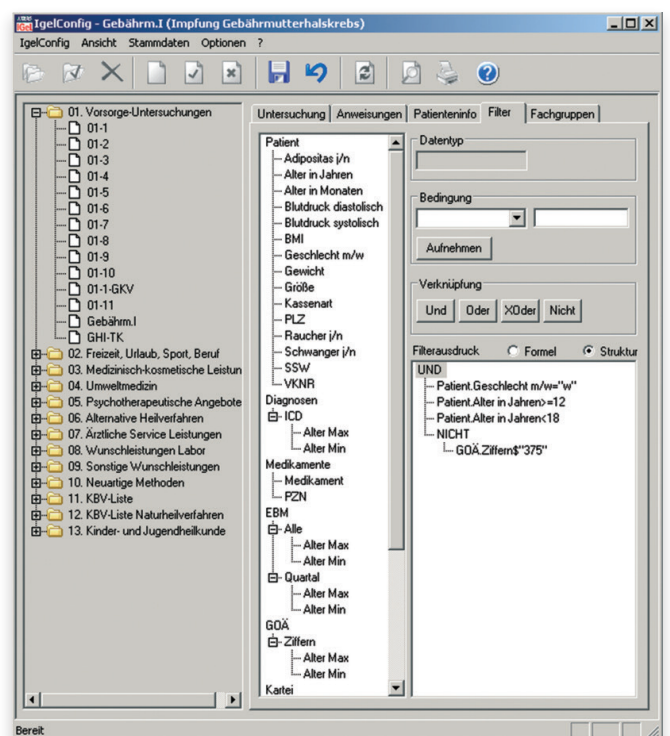 IgelConfig - Gebährm.I (Impfung Gebährmutterhalskrebs)
IgelConfig Ansicht Stammdaten Optionen ?
01. Vorsorge-Untersuchungen
01-1
01-2
01-3
01-4
01-5
01-6
01-7
01-8
01-9
01-10
01-1-GKV
01-11
Gebährm.I
GHI-TK
02. Freizeit, Urlaub, Sport, Beruf
03. Medizinisch-kosmetische Leistun
04. Umweltmedizin
05. Psychotherapeutische Angebote
06. Alternative Heilverfahren
07. Ärztliche Service Leistungen
08. Wunschleistungen Labor
09. Sonstige Wunschleistungen
10. Neuartige Methoden
11. KBV-Liste
12. KBV-Liste Naturheilverfahren
13. Kinder- und Jugendheilkunde
Untersuchung Anweisungen Patienteninfo Filter Fachgruppen
Patient
Adipositas j/n
Alter in Jahren
Alter in Monaten
Blutdruck diastolisch
Blutdruck systolisch
BMI
Geschlecht m/w
Gewicht
Größe
Kassenart
PLZ
Raucher j/n
Schwanger j/n
SSW
VKNR
Diagnosen
ICD
Alter Max
Alter Min
Medikamente
Medikament
PZN
EBM
Alle
Alter Max
Alter Min
Quartal
Alter Max
Alter Min
GOÄ
Ziffern
Alter Max
Alter Min
Kartei
Datentyp
Bedingung
Aufnehmen
Verknüpfung
Und Oder XOder Nicht
Filterausdruck Formel Struktur
UND
Patient.Geschlecht m/w="w"
Patient.Alter in Jahren>=12
Patient.Alter in Jahren<18
NICHT
GOÄ.Ziffern$"375"
Bereit